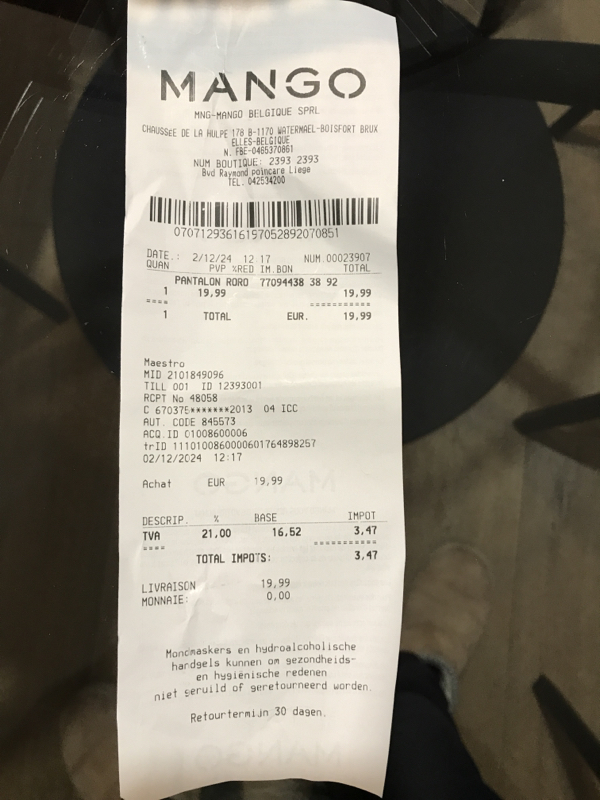 MANGO
MNG-MANGO BELGIQUE SPRL
CHAUSSEE DE LA HULPE 178 B-1170 WATERMAEL-BOISFORT BRUX
ELLES-BELGIQUE
N. FBE-0465370861
NUM BOUTIQUE: 2393 2393
Bvd Raymond poincare Liege
TEL. 042534200
07071293616197052892070851
DATE.: 2/12/24 12 17 NUM.00023907
QUAN PVP %RED IM.BON TOTAL
PANTALON RORO 77094438 38 92
1 19,99 19,99
==== ===========
1 TOTAL EUR. 19,99
Maestro
MID 2101849096
TILL 001 ID 12393001
RCPT No 48058
C 670375*******2013 04 ICC
AUT. CODE 845573
ACQ.ID 01008600006
trID 1110100860000601764898257
02/12/2024 12:17
Achat EUR 19,99
DESCRIP. % BASE IMPOT
TVA 21,00 16,52 3,47
==== ===========
TOTAL IMPOTS: 3,47
LIVRAISON 19,99
MONNAIE: 0,00
Mondmaskers en hydroalcoholische
handgels kunnen om gezondheids-
en hygiënische redenen
niet geruild of geretourneerd worden.
Retourtermijn 30 dagen.